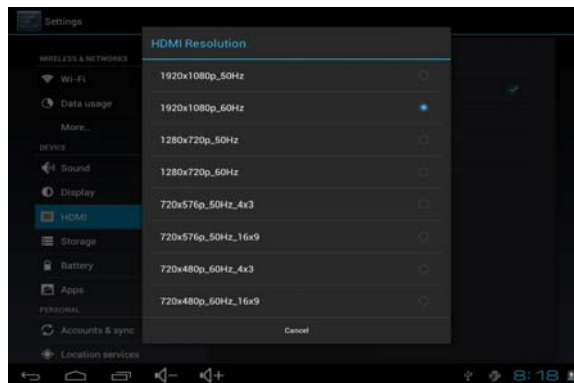 Settings
HDMI Resolution
WIRELESS & NETWORKS
Wi-Fi
Data usage
More...
DEVICE
Sound
Display
HDMI
Storage
Battery
Apps
PERSONAL
Accounts & sync
Location services
1920x1080p_50Hz
1920x1080p_60Hz
1280x720p_50Hz
1280x720p_60Hz
720x576p_50Hz_4x3
720x576p_50Hz_16x9
720x480p_60Hz_4x3
720x480p_60Hz_16x9
Cancel
8:18